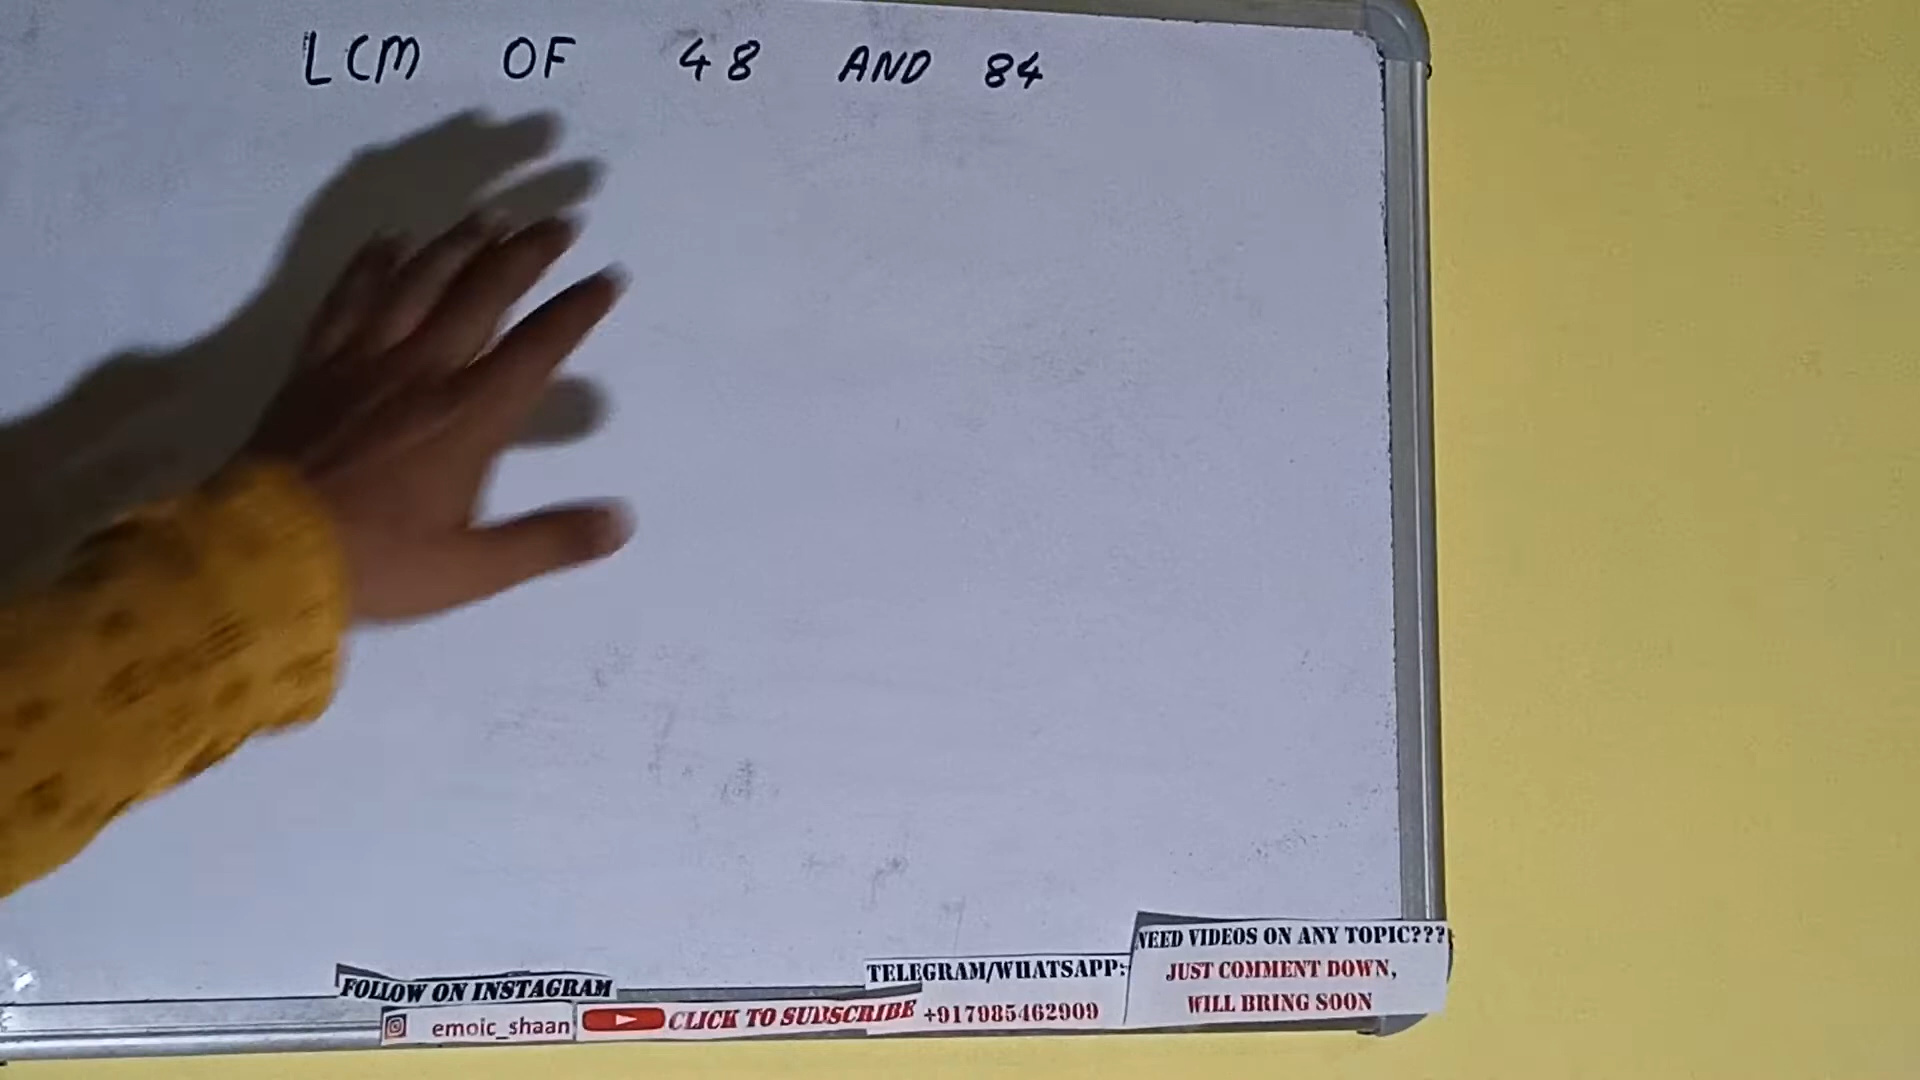 LCM OF 48 AND 84
NEED VIDEOS ON ANY TOPIC???
JUST COMMENT DOWN,
WILL BRING SOON
TELEGRAM/WHATSAPP:
+917985462909
FOLLOW ON INSTAGRAM
emoic_shaan
CLICK TO SUBSCRIBE